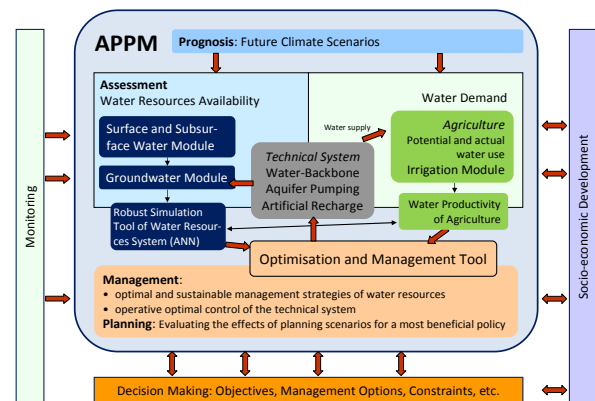 APPM
Prognosis: Future Climate Scenarios
Assessment
Water Resources Availability
Water Demand
Surface and Subsur-
face Water Module
Groundwater Module
Robust Simulation
Tool of Water Resour-
ces System (ANN)
Technical System
Water-Backbone
Aquifer Pumping
Artificial Recharge
Water supply
Agriculture
Potential and actual
water use
Irrigation Module
Water Productivity
of Agriculture
Optimisation and Management Tool
Management:
• optimal and sustainable management strategies of water resources
• operative optimal control of the technical system
Planning: Evaluating the effects of planning scenarios for a most beneficial policy
Decision Making: Objectives, Management Options, Constraints, etc.
Monitoring
Socio-economic Development